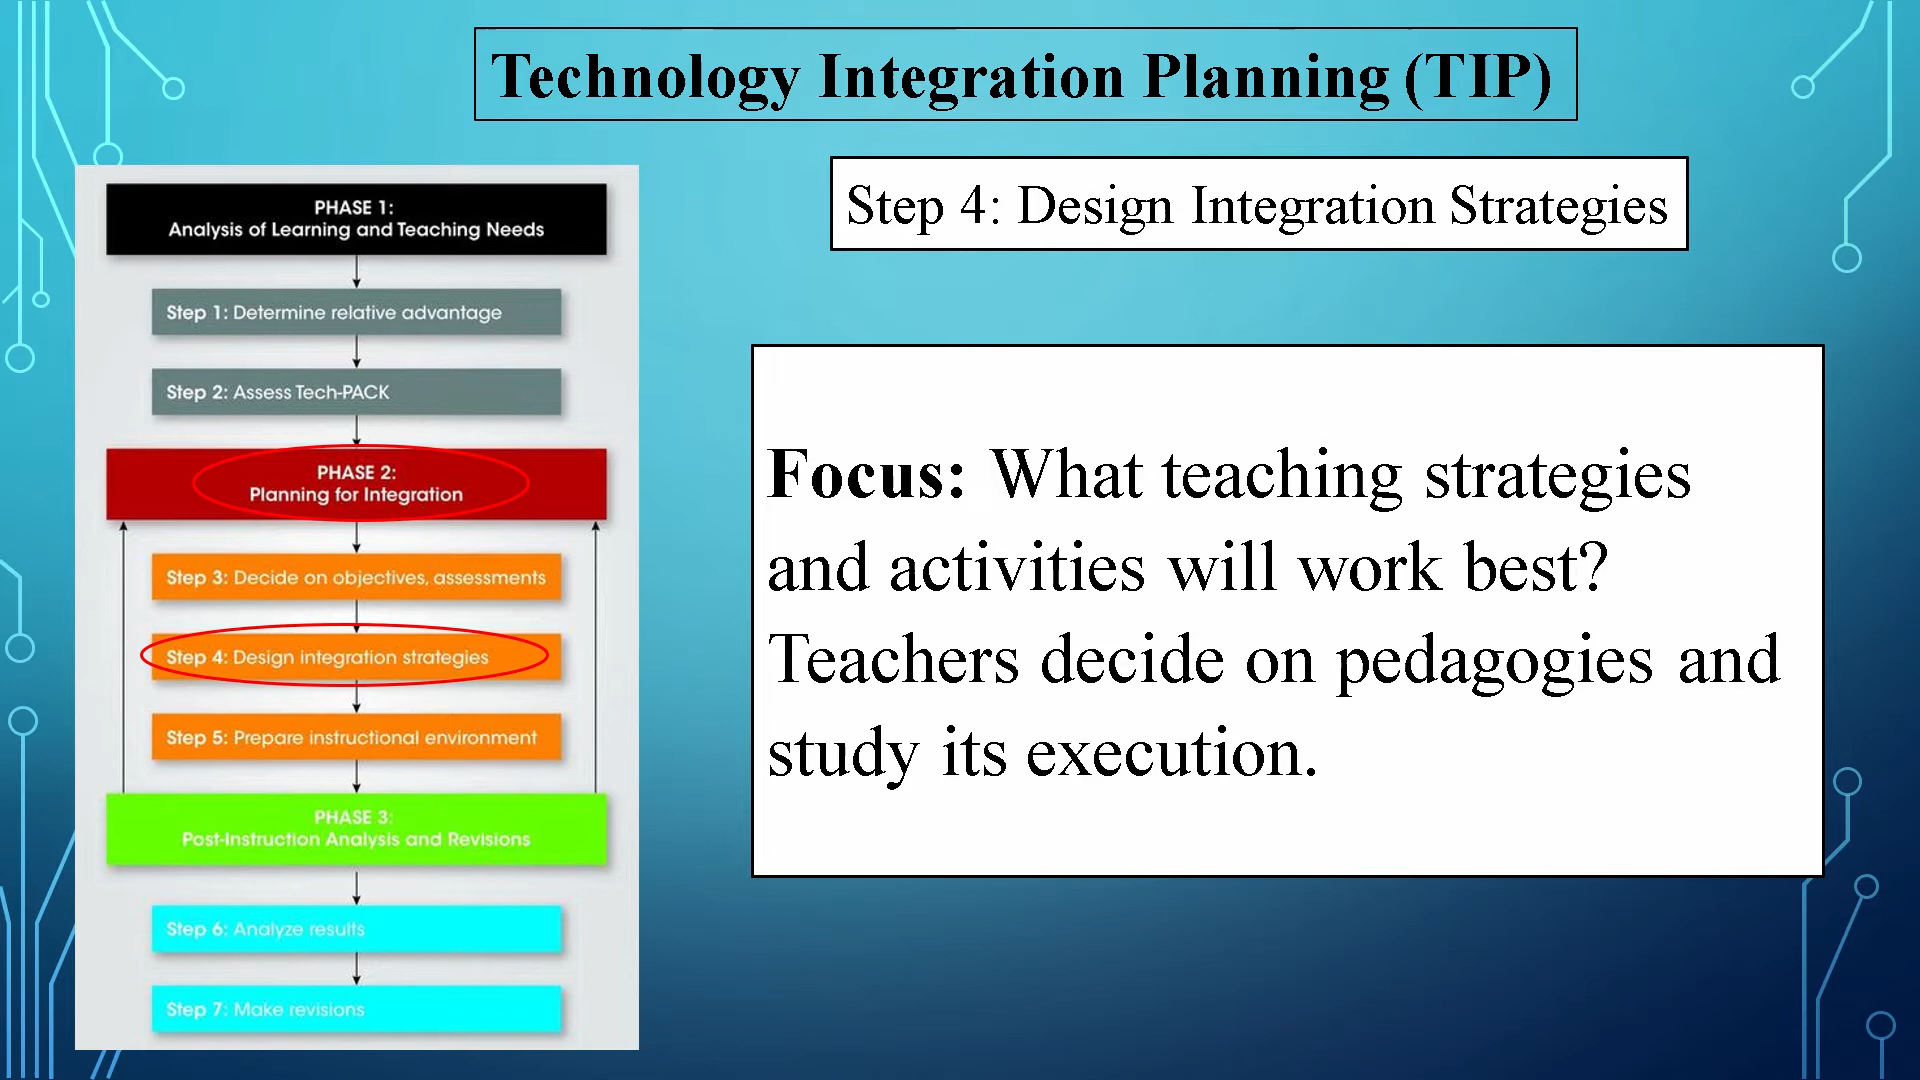 Technology Integration Planning (TIP)
Step 4: Design Integration Strategies
PHASE 1:
Analysis of Learning and Teaching Needs
Step 1: Determine relative advantage
Step 2: Assess Tech-PACK
PHASE 2:
Planning for Integration
Step 3: Decide on objectives, assessments
Step 4: Design integration strategies
Step 5: Prepare instructional environment
PHASE 3:
Post-Instruction Analysis and Revisions
Step 6: Analyze results
Step 7: Make revisions
Focus: What teaching strategies
and activities will work best?
Teachers decide on pedagogies and
study its execution.